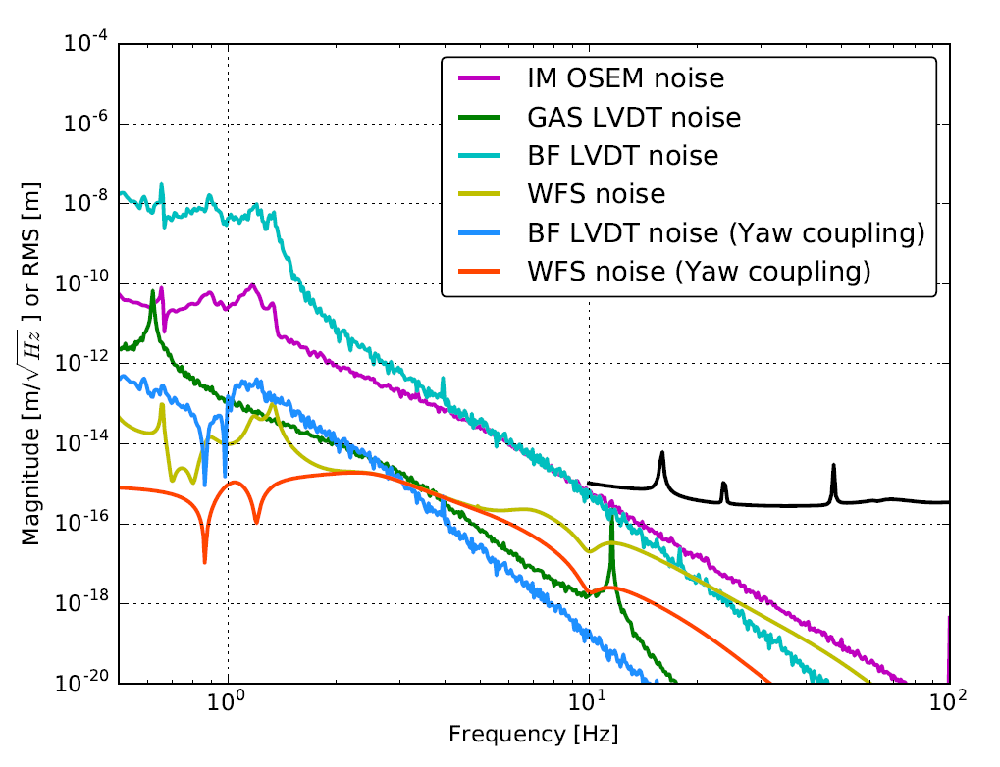 10^-4
10^-6
10^-8
10^-10
10^-12
10^-14
10^-16
10^-18
10^-20
Magnitude [m/√Hz ] or RMS [m]
IM OSEM noise
GAS LVDT noise
BF LVDT noise
WFS noise
BF LVDT noise (Yaw coupling)
WFS noise (Yaw coupling)
10^0 10^1 10^2
Frequency [Hz]